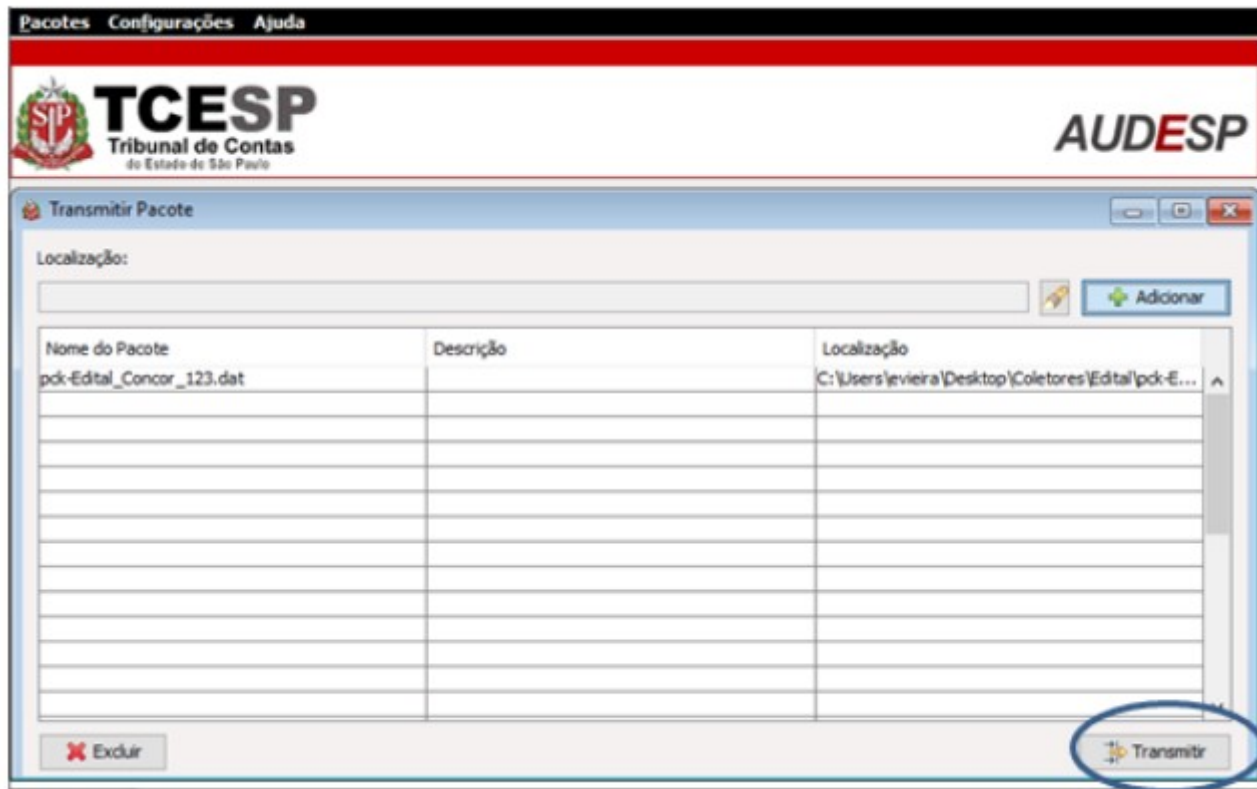 Pacotes Configurações Ajuda
TCESP
Tribunal de Contas
do Estado de São Paulo
AUDESP
Transmitir Pacote
Localização:
Adicionar
Nome do Pacote Descrição Localização
pck-Edital_Concor_123.dat C:\Users\evieira\Desktop\Coletores\Edital\pck-E...
Excluir Transmitir